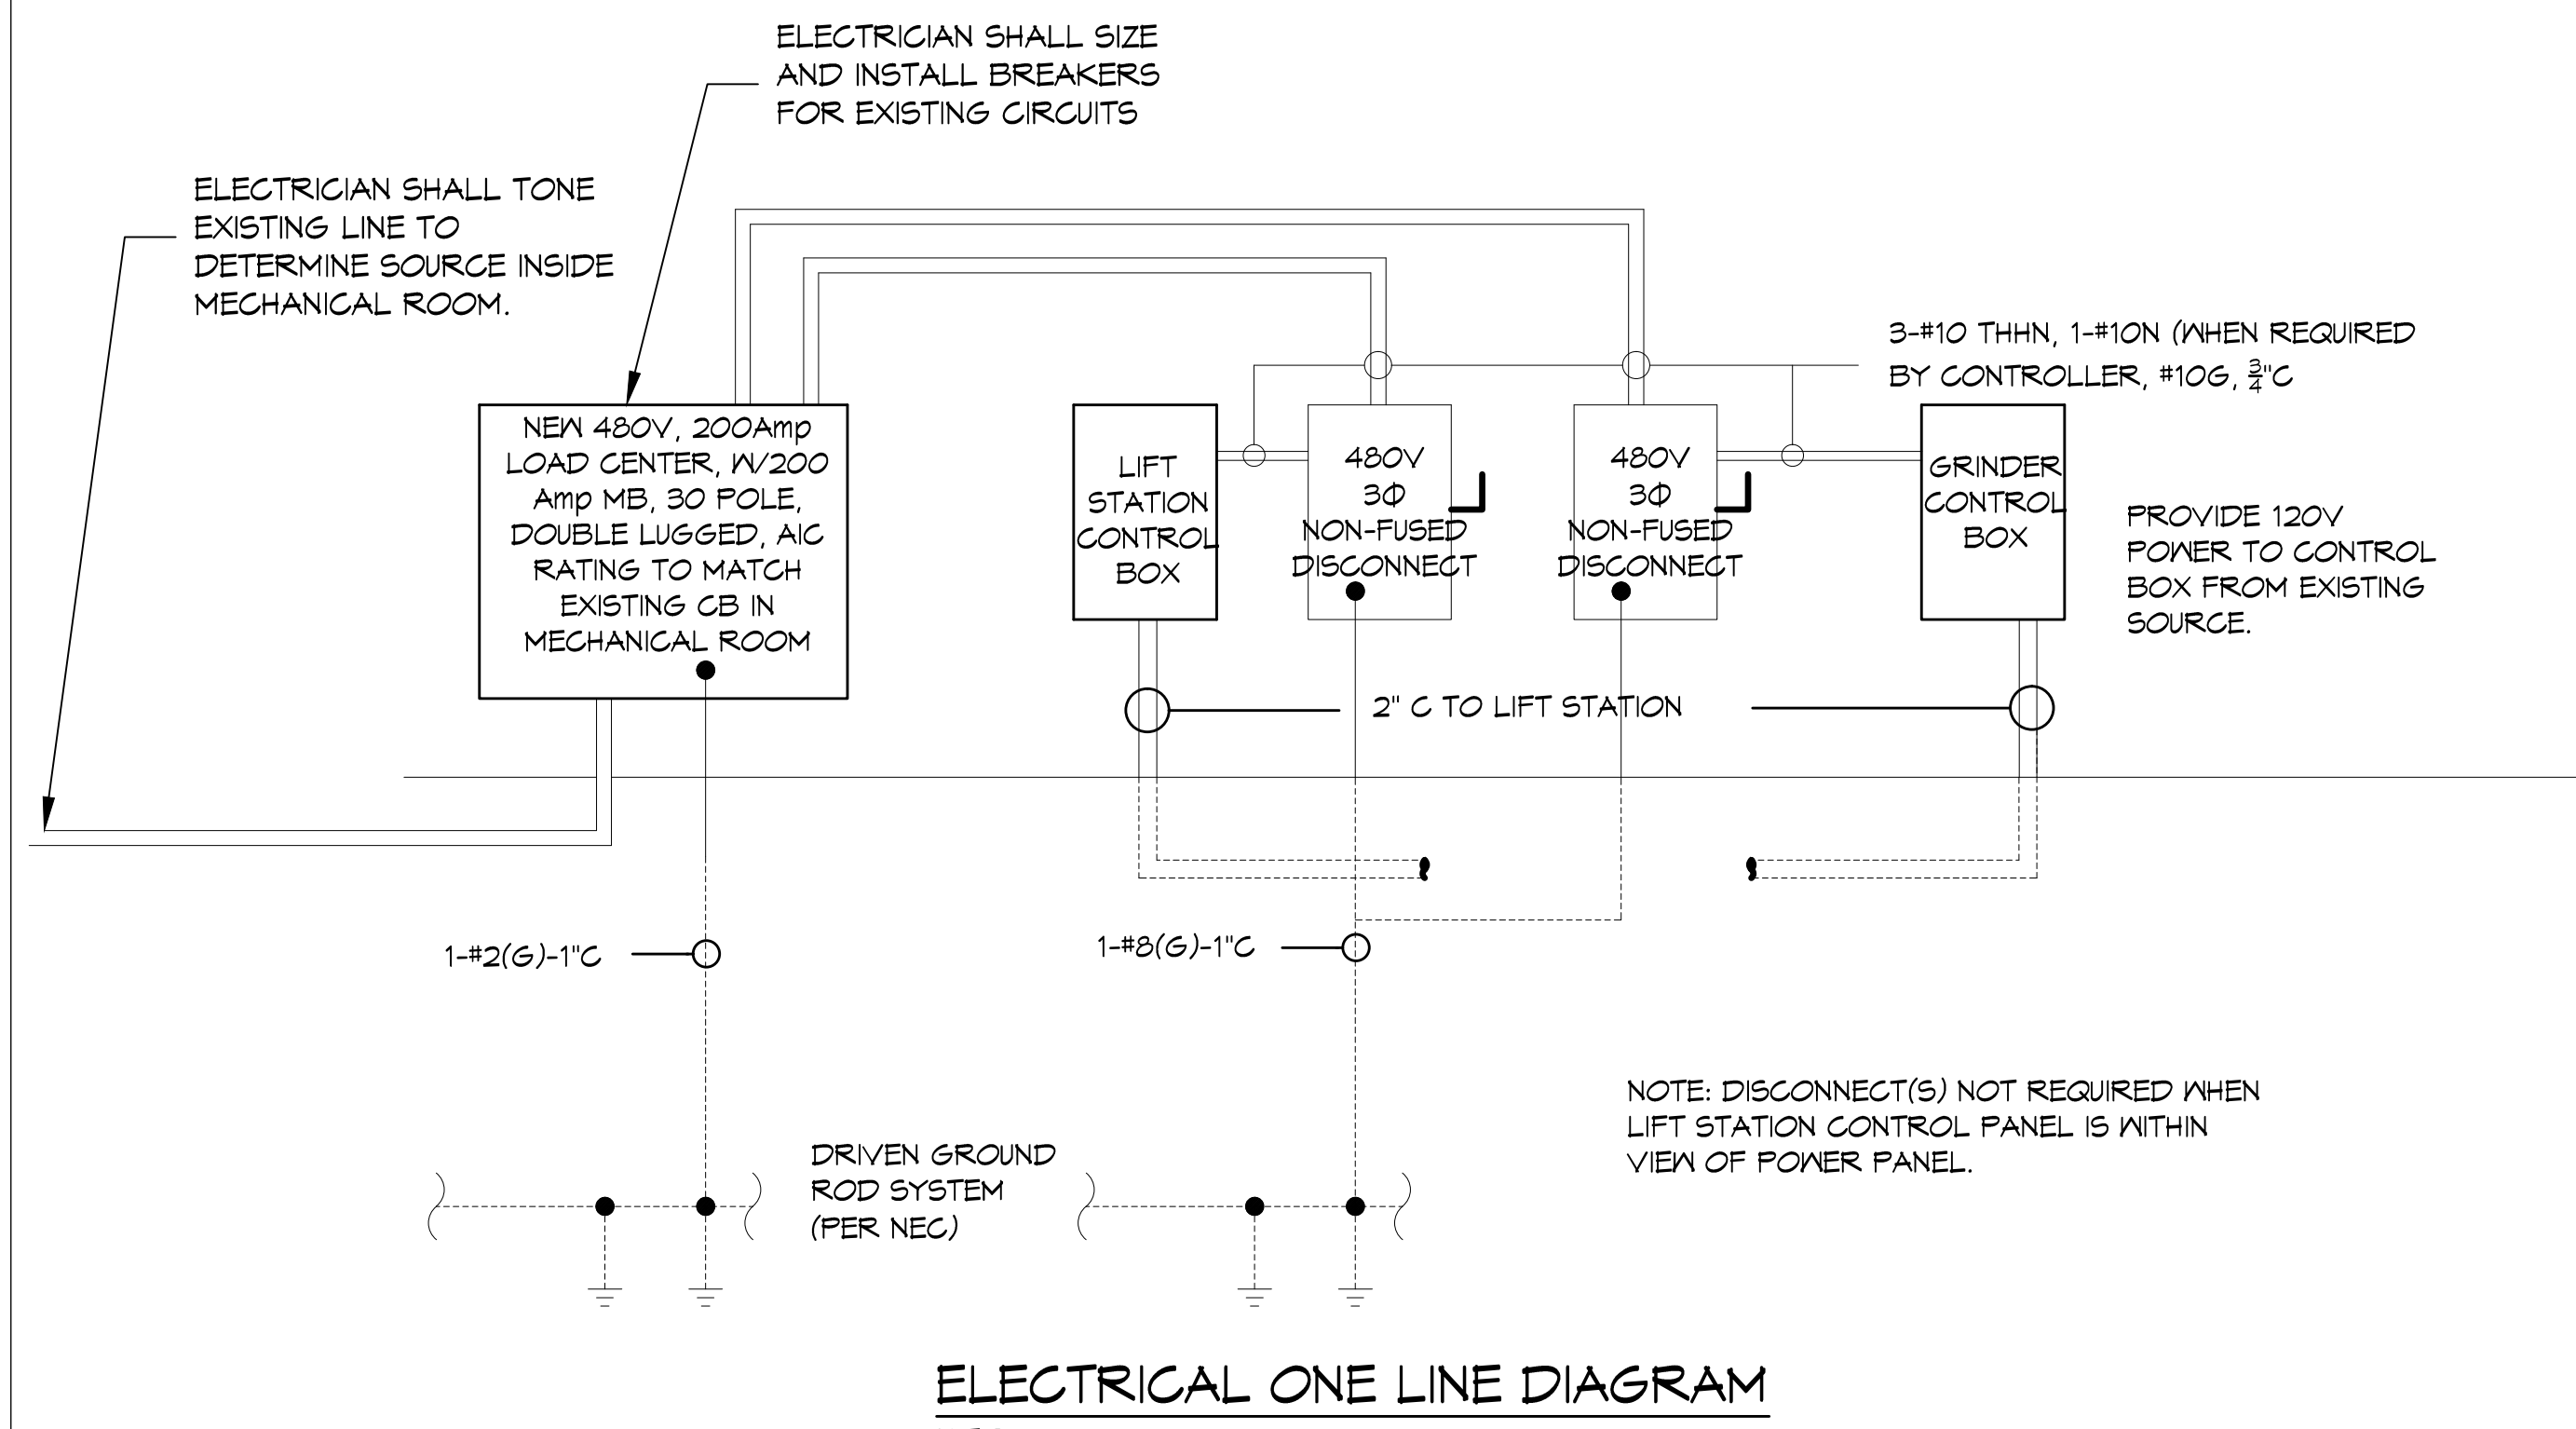 ELECTRICIAN SHALL SIZE
AND INSTALL BREAKERS
FOR EXISTING CIRCUITS
ELECTRICIAN SHALL TONE
EXISTING LINE TO
DETERMINE SOURCE INSIDE
MECHANICAL ROOM.
3-#10 THHN, 1-#10N (WHEN REQUIRED
BY CONTROLLER, #10G, 3/4"C
NEW 480V, 200Amp
LOAD CENTER, W/200
Amp MB, 30 POLE,
DOUBLE LUGGED, AIC
RATING TO MATCH
EXISTING CB IN
MECHANICAL ROOM
LIFT
STATION
CONTROL
BOX
480V
3Φ
NON-FUSED
DISCONNECT
480V
3Φ
NON-FUSED
DISCONNECT
GRINDER
CONTROL
BOX
PROVIDE 120V
POWER TO CONTROL
BOX FROM EXISTING
SOURCE.
2" C TO LIFT STATION
1-#2(G)-1"C
1-#8(G)-1"C
NOTE: DISCONNECT(S) NOT REQUIRED WHEN
LIFT STATION CONTROL PANEL IS WITHIN
VIEW OF POWER PANEL.
DRIVEN GROUND
ROD SYSTEM
(PER NEC)
ELECTRICAL ONE LINE DIAGRAM